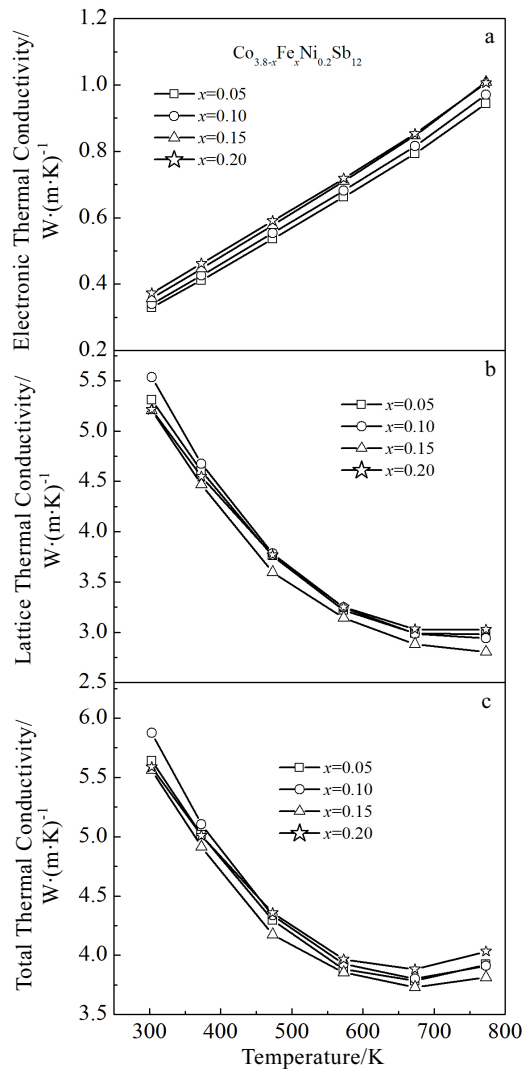 a
Co3.8-xFexNi0.2Sb12
x=0.05
x=0.10
x=0.15
x=0.20
1.2
1.0
0.8
0.6
0.4
0.2
Electronic Thermal Conductivity/
W·(m·K)-1
b
x=0.05
x=0.10
x=0.15
x=0.20
5.5
5.0
4.5
4.0
3.5
3.0
2.5
Lattice Thermal Conductivity/
W·(m·K)-1
c
x=0.05
x=0.10
x=0.15
x=0.20
6.0
5.5
5.0
4.5
4.0
3.5
Total Thermal Conductivity/
W·(m·K)-1
300 400 500 600 700 800
Temperature/K